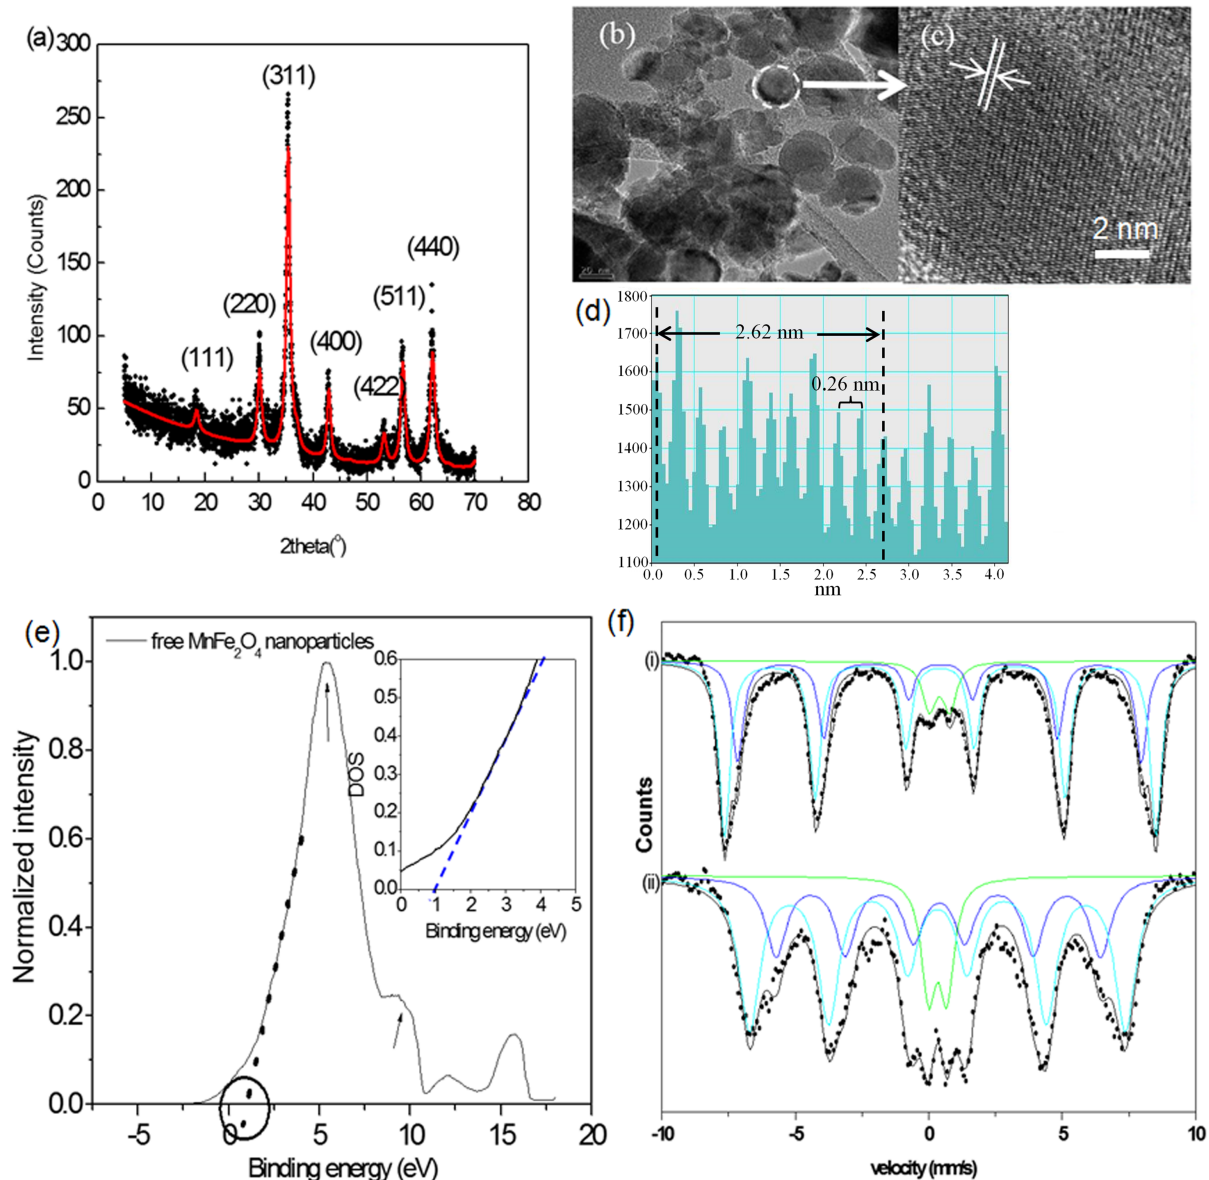 (a)
300
250
200
150
100
50
0
Intensity (Counts)
(111)
(220)
(311)
(400)
(422
(511)
(440)
0 10 20 30 40 50 60 70 80
2theta(°)
(b)
20 nm
(c)
2 nm
(d)
1800
1700
1600
1500
1400
1300
1200
1100
2.62 nm
0.26 nm
0.0 0.5 1.0 1.5 2.0 2.5 3.0 3.5 4.0
nm
(e)
free MnFe₂O₄ nanoparticles
1.0
0.8
0.6
0.4
0.2
0.0
Normalized intensity
-5 0 5 10 15 20
Binding energy (eV)
0.6
0.5
0.4
0.3
0.2
0.1
0.0
DOS
0 1 2 3 4 5
Binding energy (eV)
(f)
(i)
(ii)
Counts
-10 -5 0 5 10
velocity (mm/s)